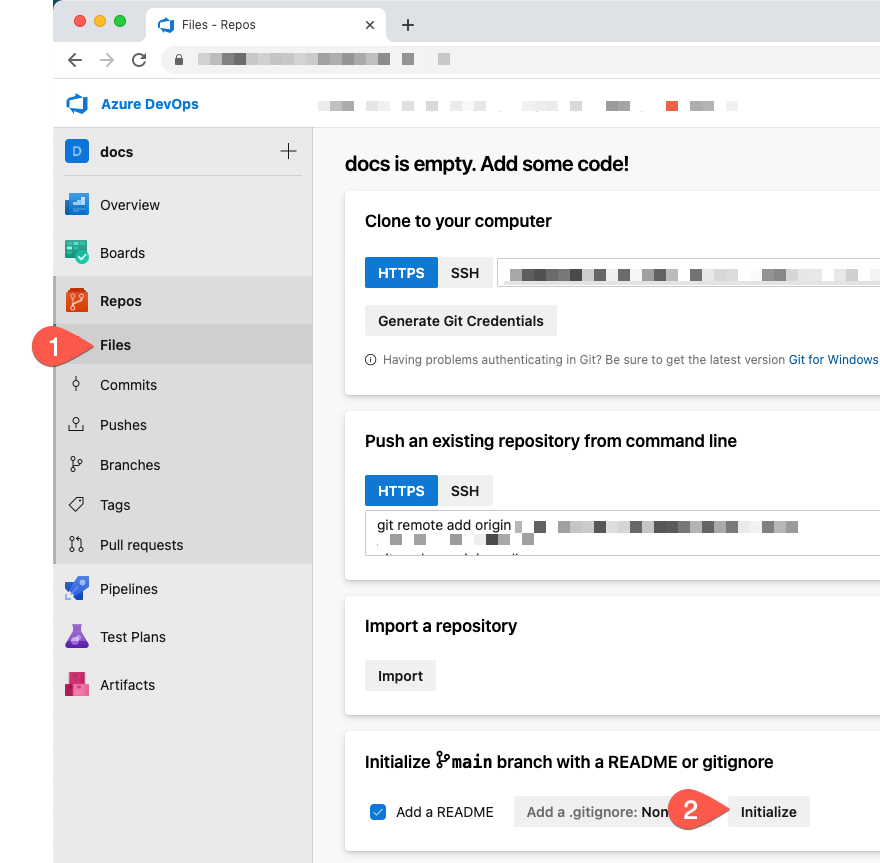 Files - Repos
Azure DevOps
D docs
Overview
Boards
Repos
1 Files
Commits
Pushes
Branches
Tags
Pull requests
Pipelines
Test Plans
Artifacts
docs is empty. Add some code!
Clone to your computer
HTTPS SSH
Generate Git Credentials
Having problems authenticating in Git? Be sure to get the latest version Git for Windows
Push an existing repository from command line
HTTPS SSH
git remote add origin
Import a repository
Import
Initialize main branch with a README or gitignore
Add a README Add a .gitignore: Non 2 Initialize